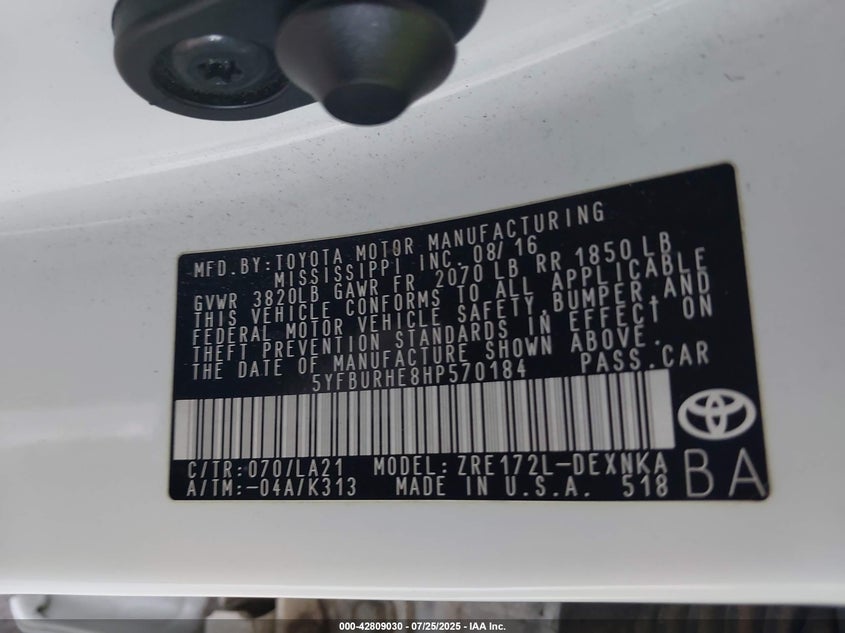 MFD.BY:TOYOTA MOTOR MANUFACTURING
MISSISSIPPI INC. 08/16
GVWR 3820LB GAWR FR 2070 LB RR 1850 LB
THIS VEHICLE CONFORMS TO ALL APPLICABLE
FEDERAL MOTOR VEHICLE SAFETY,BUMPER,AND
THEFT PREVENTION STANDARDS IN EFFECT ON
THE DATE OF MANUFACTURE SHOWN ABOVE.
5YFBURHE8HP570184 PASS.CAR
C/TR:070/LA21 MODEL:ZRE172L-DEXNKA
A/TM:-04A/K313 MADE IN U.S.A. 518
BA
000-42809030 - 07/25/2025 - IAA Inc.